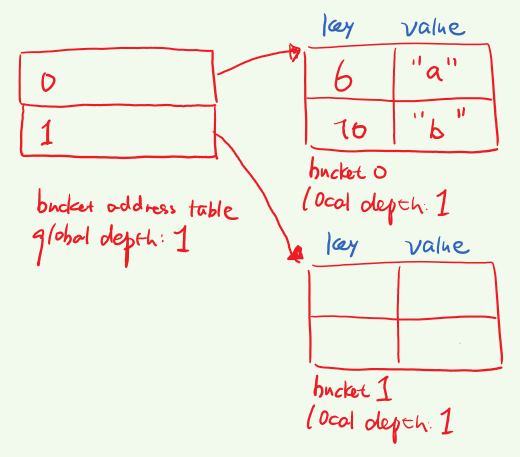 key value
0
6 "a"
1
10 "b"
bucket 0
local depth: 1
bucket address table
global depth: 1
key value
bucket 1
local depth: 1